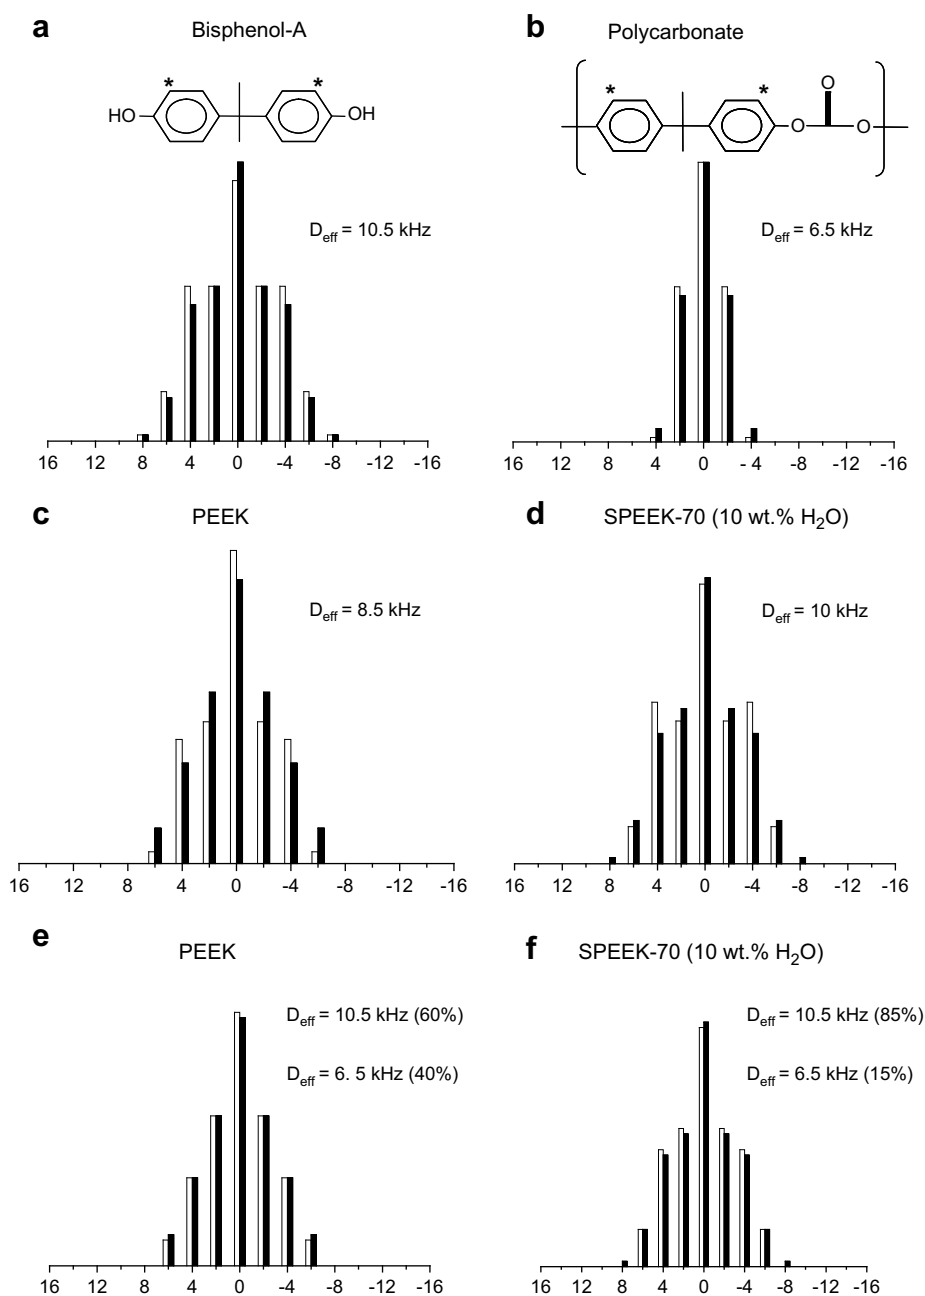 a Bisphenol-A
* *
HO OH
D_eff = 10.5 kHz
16 12 8 4 0 -4 -8 -12 -16
b Polycarbonate
* * O
O O
D_eff = 6.5 kHz
16 12 8 4 0 - 4 -8 -12 -16
c PEEK
D_eff = 8.5 kHz
16 12 8 4 0 -4 -8 -12 -16
d SPEEK-70 (10 wt.% H₂O)
D_eff = 10 kHz
16 12 8 4 0 -4 -8 -12 -16
e PEEK
D_eff = 10.5 kHz (60%)
D_eff = 6. 5 kHz (40%)
16 12 8 4 0 -4 -8 -12 -16
f SPEEK-70 (10 wt.% H₂O)
D_eff = 10.5 kHz (85%)
D_eff = 6.5 kHz (15%)
16 12 8 4 0 -4 -8 -12 -16